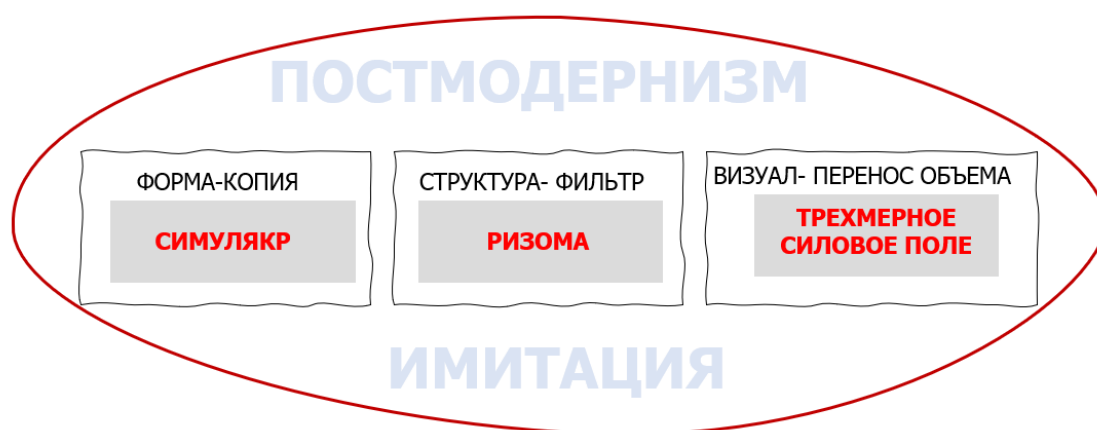 ПОСТМОДЕРНИЗМ
ФОРМА-КОПИЯ
СИМУЛЯКР
СТРУКТУРА- ФИЛЬТР
РИЗОМА
ВИЗУАЛ- ПЕРЕНОС ОБЪЕМА
ТРЕХМЕРНОЕ
СИЛОВОЕ ПОЛЕ
ИМИТАЦИЯ